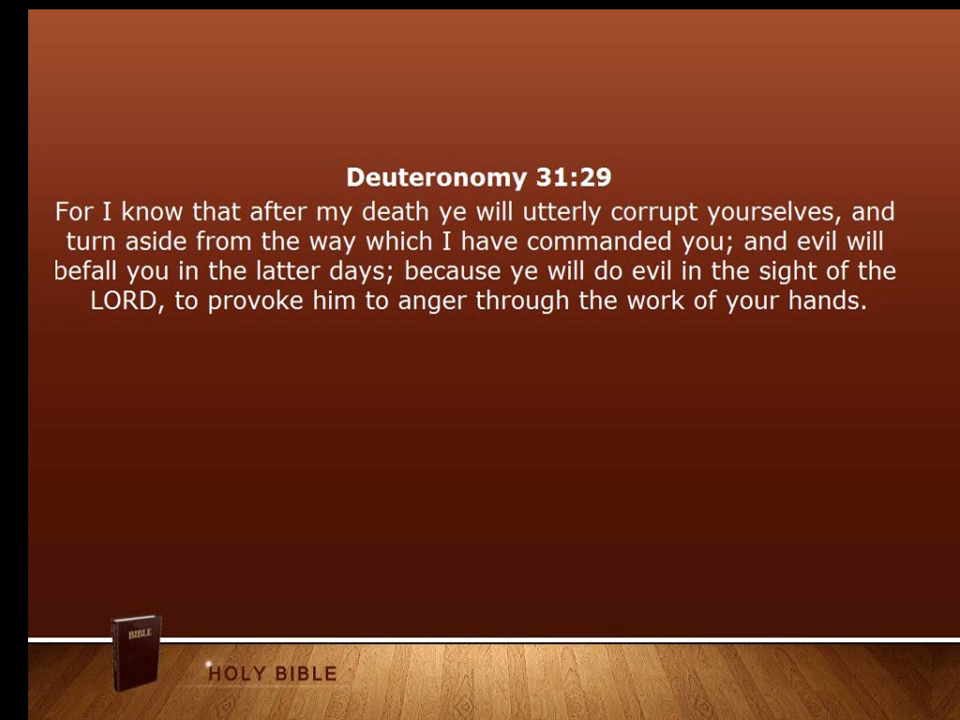 Deuteronomy 31:29
For I know that after my death ye will utterly corrupt yourselves, and
turn aside from the way which I have commanded you; and evil will
befall you in the latter days; because ye will do evil in the sight of the
LORD, to provoke him to anger through the work of your hands.
BIBLE
HOLY BIBLE